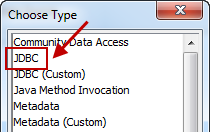 Choose Type
Community Data Access
JDBC
JDBC (Custom)
Java Method Invocation
Metadata
Metadata (Custom)